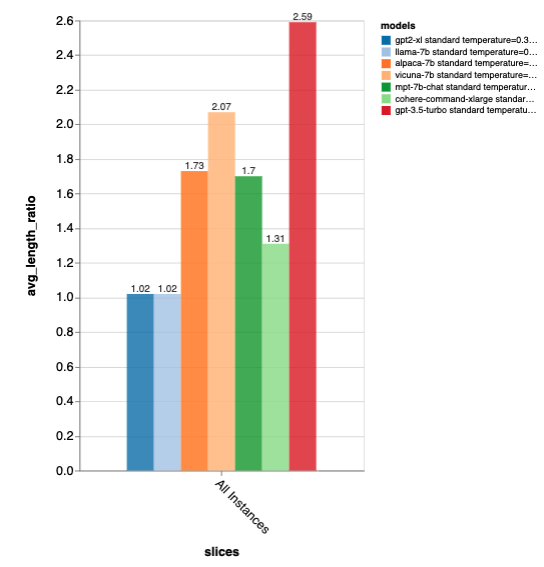 models
gpt2-xl standard temperature=0.3...
llama-7b standard temperature=0...
alpaca-7b standard temperature=...
vicuna-7b standard temperature=...
mpt-7b-chat standard temperatur...
cohere-command-xlarge standar...
gpt-3.5-turbo standard temperatu...
avg_length_ratio
2.6
2.4
2.2
2.0
1.8
1.6
1.4
1.2
1.0
0.8
0.6
0.4
0.2
0.0
1.02
1.02
1.73
2.07
1.7
1.31
2.59
All Instances
slices